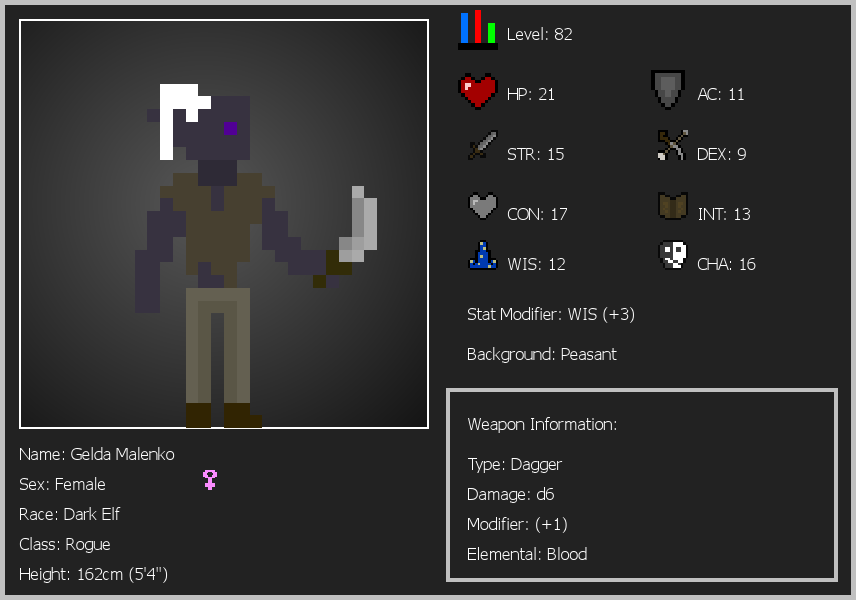 Level: 82
HP: 21
AC: 11
STR: 15
DEX: 9
CON: 17
INT: 13
WIS: 12
CHA: 16
Stat Modifier: WIS (+3)
Background: Peasant
Weapon Information:
Type: Dagger
Damage: d6
Modifier: (+1)
Elemental: Blood
Name: Gelda Malenko
Sex: Female
Race: Dark Elf
Class: Rogue
Height: 162cm (5'4")